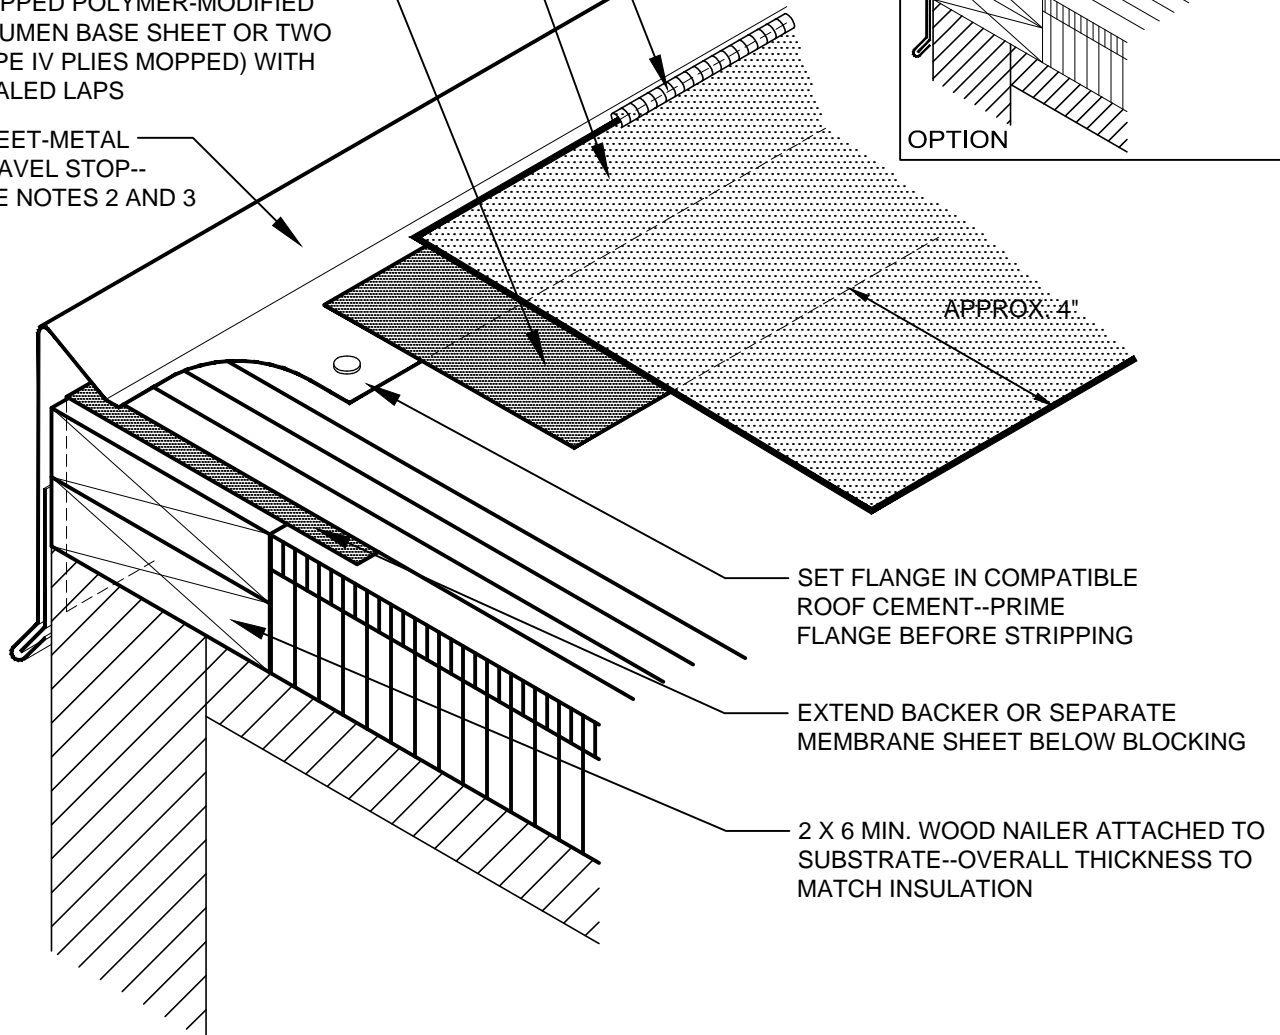 PPED POLYMER-MODIFIED
UMEN BASE SHEET OR TWO
PE IV PLIES MOPPED) WITH
ALED LAPS
EET-METAL
AVEL STOP--
E NOTES 2 AND 3
OPTION
APPROX. 4"
SET FLANGE IN COMPATIBLE
ROOF CEMENT--PRIME
FLANGE BEFORE STRIPPING
EXTEND BACKER OR SEPARATE
MEMBRANE SHEET BELOW BLOCKING
2 X 6 MIN. WOOD NAILER ATTACHED TO
SUBSTRATE--OVERALL THICKNESS TO
MATCH INSULATION